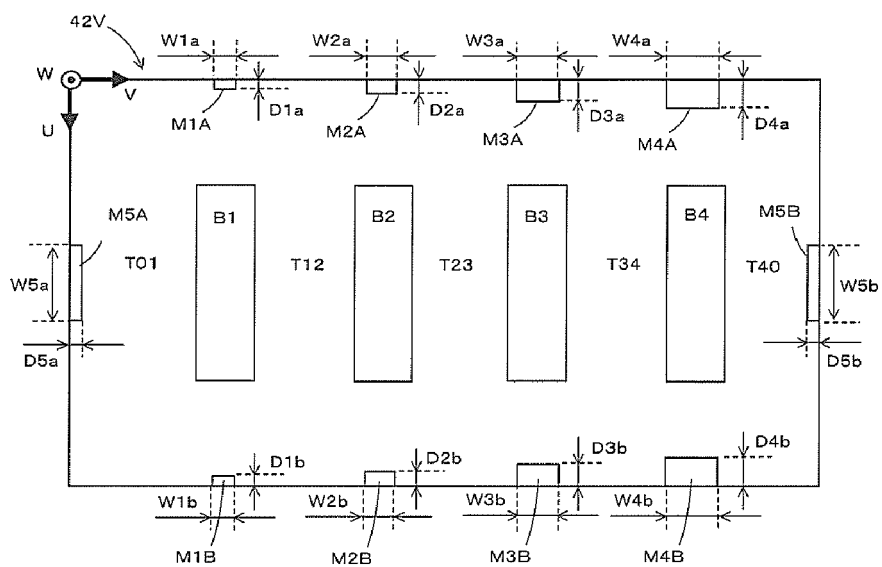 42V W1a W2a W3a W4a
W
V
U
M1A D1a M2A D2a M3A D3a M4A D4a
M5A B1 B2 B3 B4 M5B
T01 T12 T23 T34 T40
W5a W5b
D5a D5b
D1b D2b D3b D4b
W1b W2b W3b W4b
M1B M2B M3B M4B